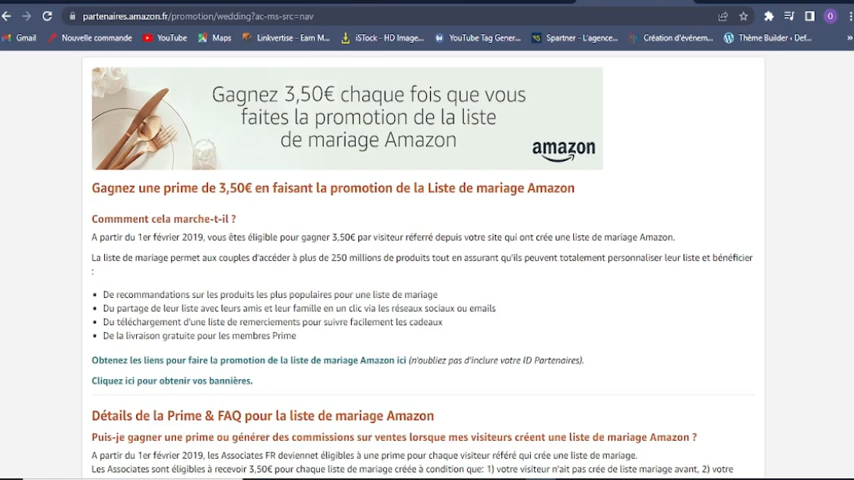 partenaires.amazon.fr/promotion/wedding?ac-ms-src=nav
Gmail Nouvelle commande YouTube Maps Linkvertise - Earn M... iStock - HD Image... YouTube Tag Gener... Spartner - L'agence... Création d'événem... Thème Builder ‹ Def...
Gagnez 3,50€ chaque fois que vous
faites la promotion de la liste
de mariage Amazon
amazon
Gagnez une prime de 3,50€ en faisant la promotion de la Liste de mariage Amazon
Commment cela marche-t-il ?
A partir du 1er février 2019, vous êtes éligible pour gagner 3,50€ par visiteur référré depuis votre site qui ont crée une liste de mariage Amazon.
La liste de mariage permet aux couples d'accéder à plus de 250 millions de produits tout en assurant qu'ils peuvent totalement personnaliser leur liste et bénéficier
:
• De recommandations sur les produits les plus populaires pour une liste de mariage
• Du partage de leur liste avec leurs amis et leur famille en un clic via les réseaux sociaux ou emails
• Du téléchargement d'une liste de remerciements pour suivre facilement les cadeaux
• De la livraison gratuite pour les membres Prime
Obtenez les liens pour faire la promotion de la liste de mariage Amazon ici (n'oubliez pas d'inclure votre ID Partenaires).
Cliquez ici pour obtenir vos bannières.
Détails de la Prime & FAQ pour la liste de mariage Amazon
Puis-je gagner une prime ou générer des commissions sur ventes lorsque mes visiteurs créent une liste de mariage Amazon ?
A partir du 1er février 2019, les Associates FR deviennent éligibles à une prime pour chaque visiteur référé qui crée une liste de mariage.
Les Associates sont éligibles à recevoir 3,50€ pour chaque liste de mariage créée à condition que: 1) votre visiteur n'ait pas crée de liste mariage avant, 2) votre